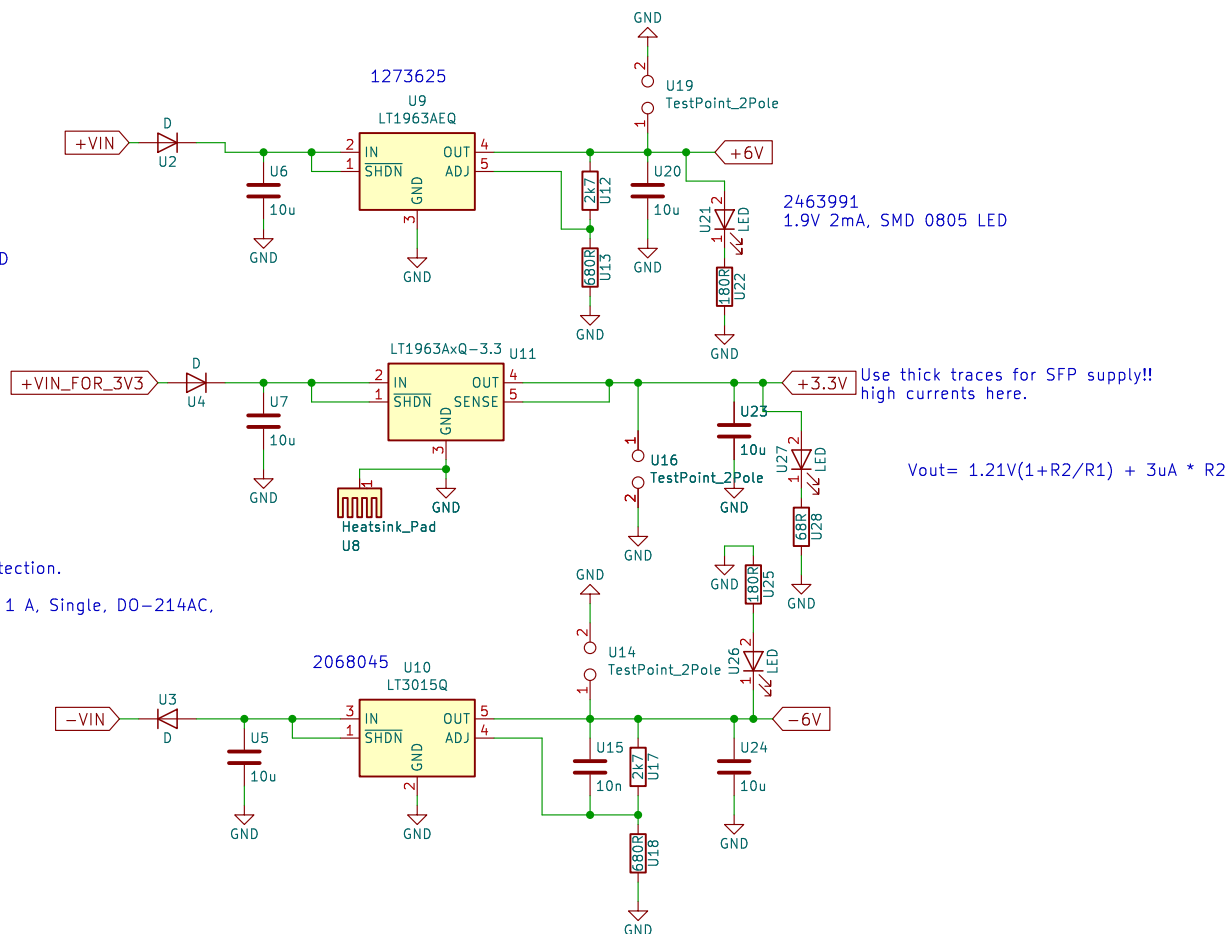 GND
2
U19
TestPoint_2Pole
1
1273625
U9
LT1963AEQ
+VIN
D
U2
U6
10u
GND
2
1
IN
SHDN
GND
OUT
ADJ
4
5
3
GND
2k7
U12
680R
U13
GND
U20
10u
GND
+6V
U21
2
1
LED
180R
U22
GND
2463991
1.9V 2mA, SMD 0805 LED
D
LT1963AxQ-3.3
U11
+VIN_FOR_3V3
D
U4
U7
10u
GND
2
1
IN
SHDN
GND
OUT
SENSE
4
5
3
GND
1
Heatsink_Pad
U8
1
U16
TestPoint_2Pole
2
GND
U23
10u
GND
+3.3V
Use thick traces for SFP supply!!
high currents here.
U27
2
1
LED
68R
U28
GND
Vout= 1.21V(1+R2/R1) + 3uA * R2
tection.
1 A, Single, DO-214AC,
GND
2
U14
TestPoint_2Pole
1
GND
180R
U25
U26
2
1
LED
2068045
U10
LT3015Q
-VIN
U3
D
U5
10u
GND
3
1
IN
SHDN
GND
OUT
ADJ
5
4
2
GND
U15
10n
2k7
U17
680R
U18
GND
U24
10u
GND
-6V